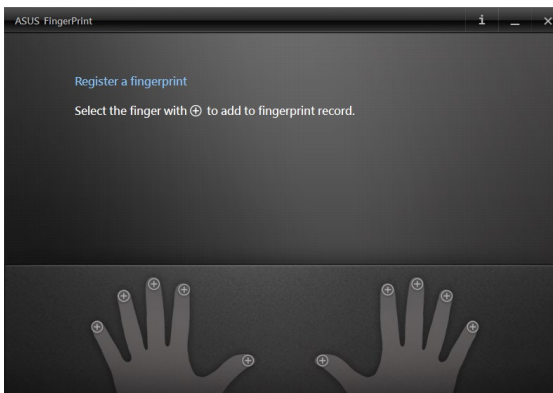 ASUS FingerPrint
Register a fingerprint
Select the finger with ⊕ to add to fingerprint record.